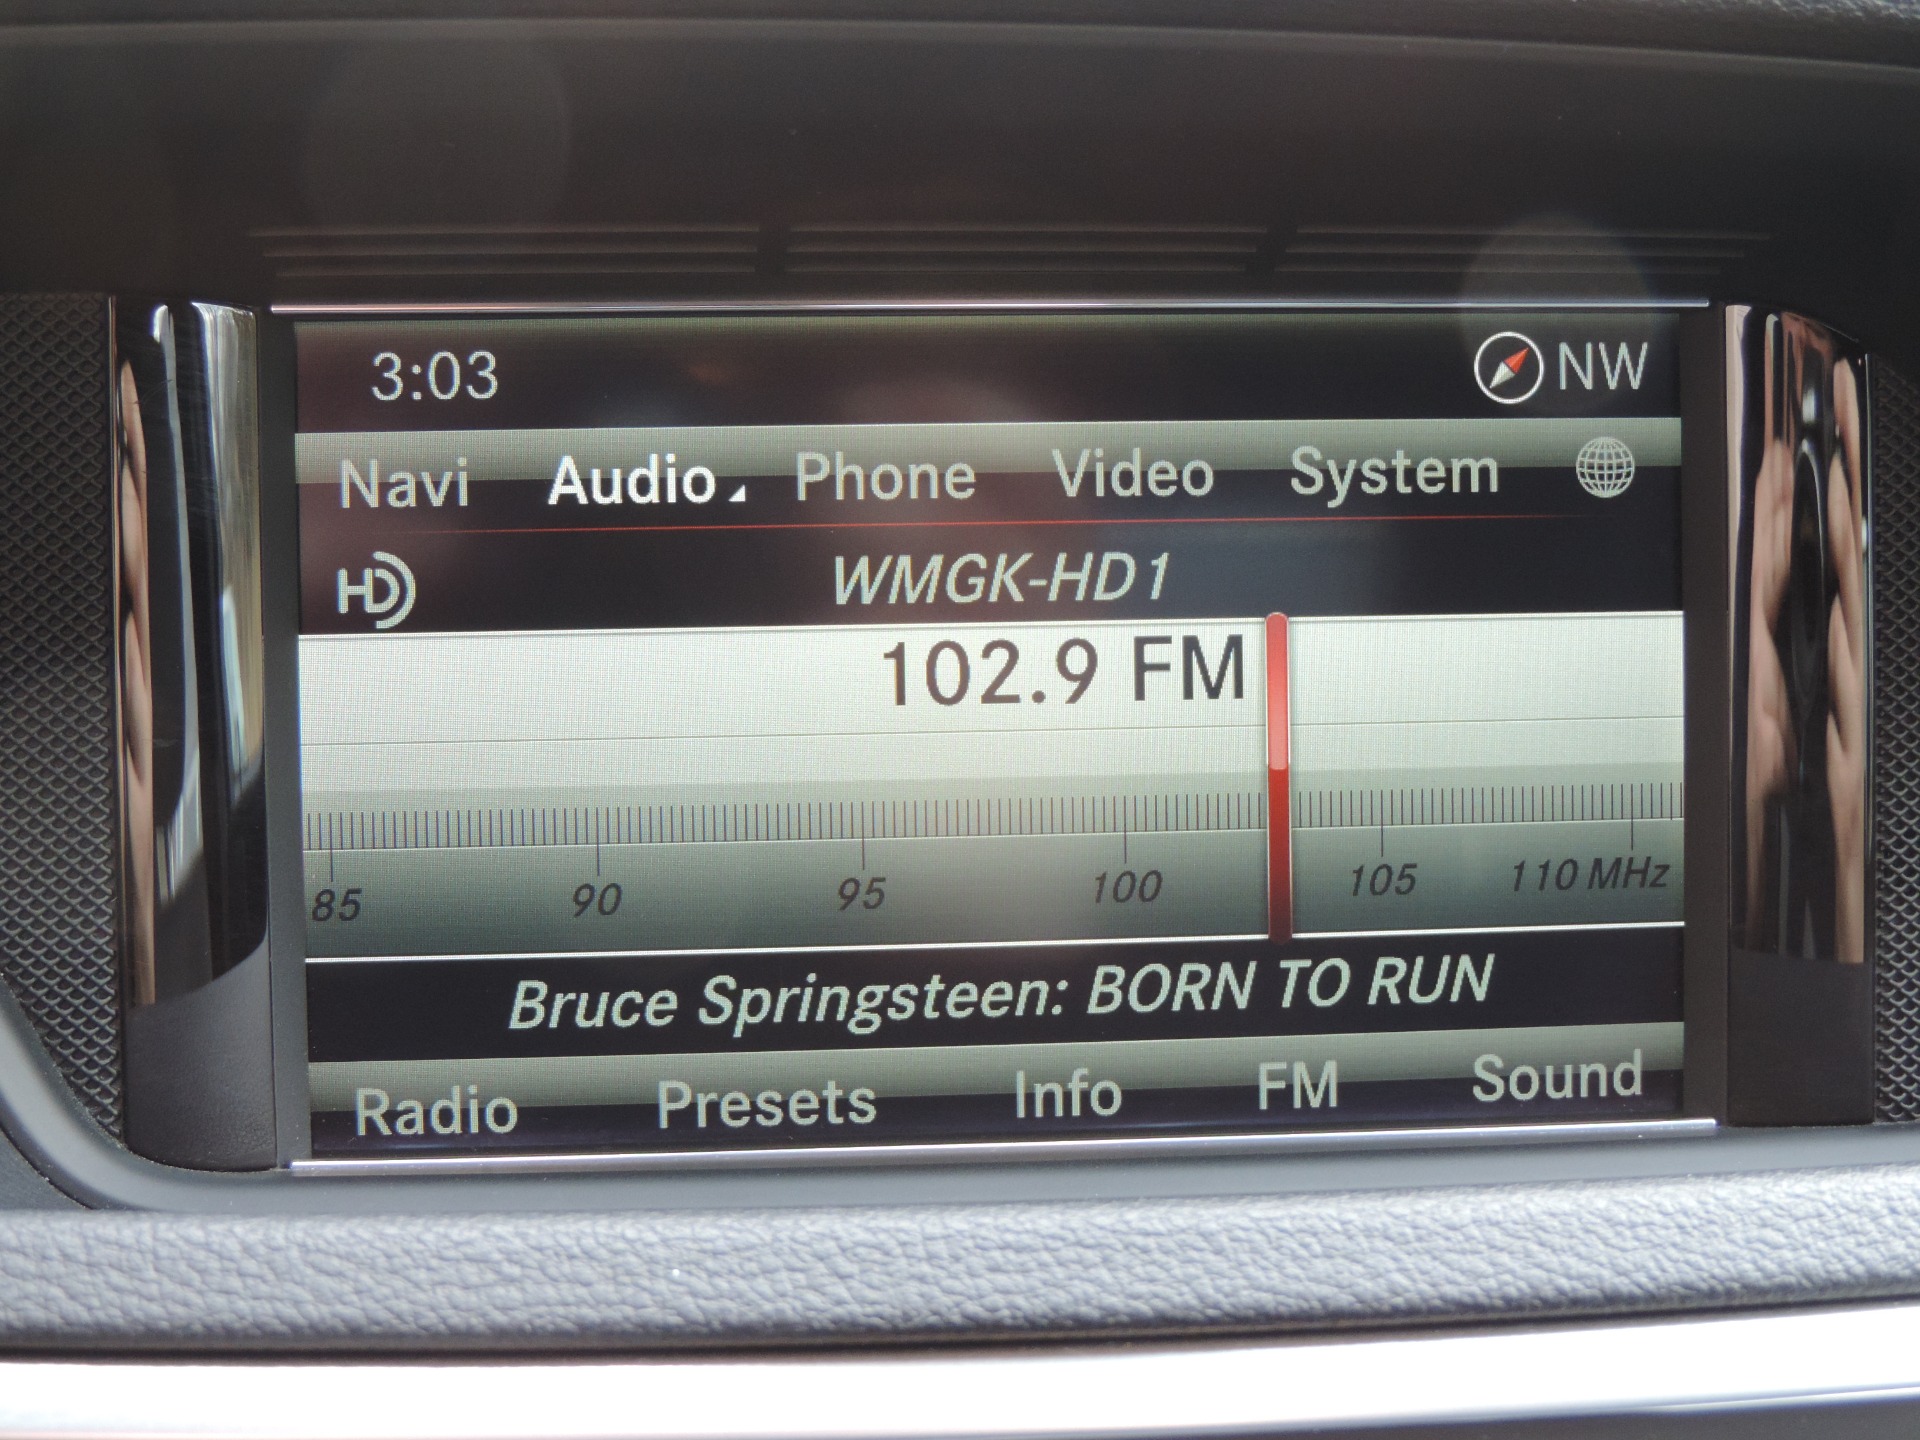 3:03 NW
Navi Audio Phone Video System
HD WMGK-HD1
102.9 FM
85 90 95 100 105 110 MHz
Bruce Springsteen: BORN TO RUN
Radio Presets Info FM Sound